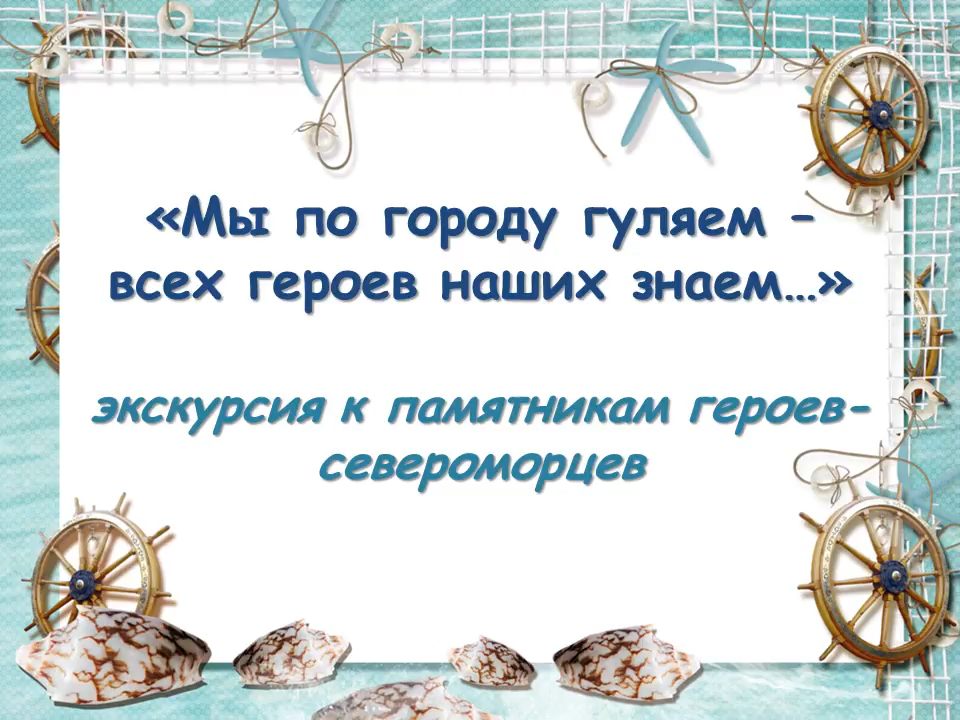 «Мы по городу гуляем –
всех героев наших знаем...»
экскурсия к памятникам героев-
североморцев